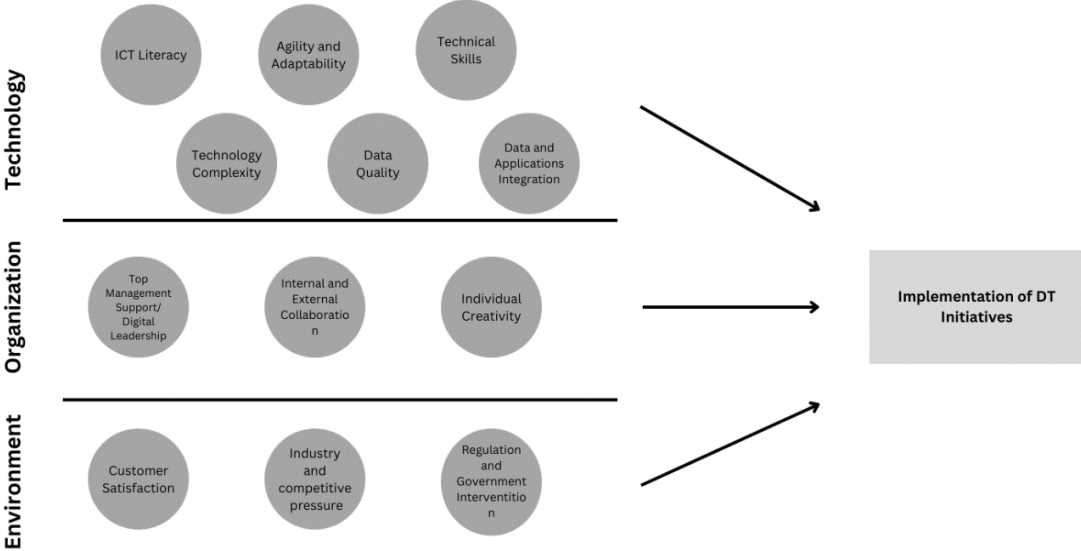 Technology
ICT Literacy
Agility and
Adaptability
Technical
Skills
Technology
Complexity
Data
Quality
Data and
Applications
Integration
Organization
Top
Management
Support/
Digital
Leadership
Internal and
External
Collaboratio
n
Individual
Creativity
Implementation of DT
Initiatives
Environment
Customer
Satisfaction
Industry
and
competitive
pressure
Regulation
and
Government
Interventitio
n